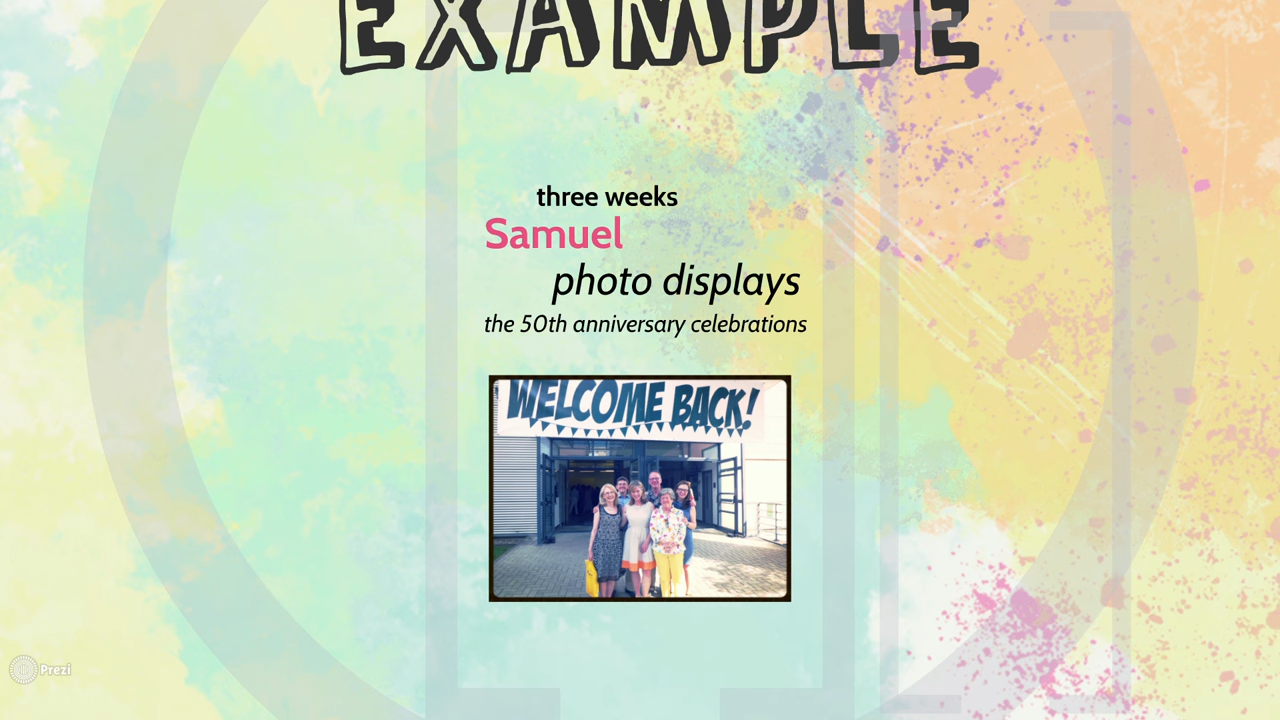 EXAMPLE
three weeks
Samuel
photo displays
the 50th anniversary celebrations
WELCOME BACK!
Prezi